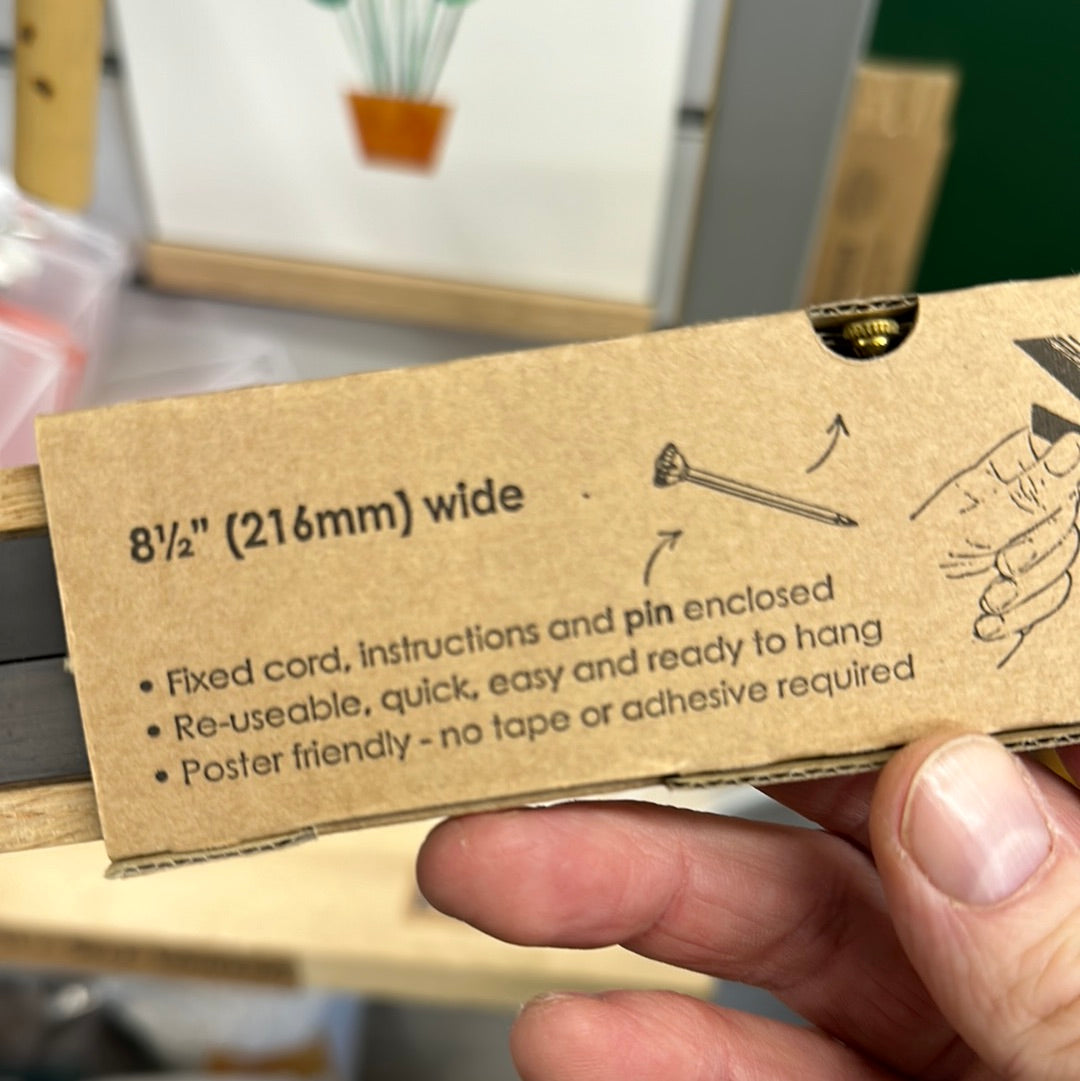 8½" (216mm) wide
• Fixed cord, instructions and pin enclosed
• Re-useable, quick, easy and ready to hang
• Poster friendly - no tape or adhesive required